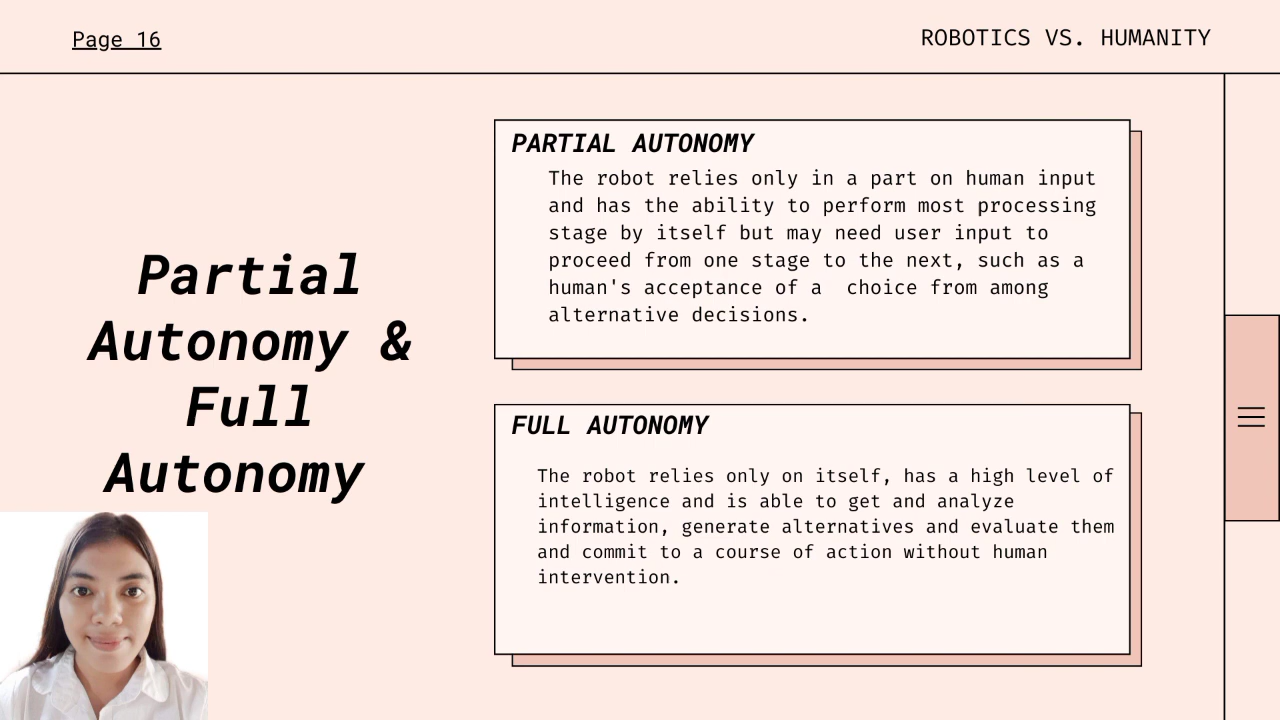 Page 16
ROBOTICS VS. HUMANITY
Partial
Autonomy &
Full
Autonomy
PARTIAL AUTONOMY
The robot relies only in a part on human input
and has the ability to perform most processing
stage by itself but may need user input to
proceed from one stage to the next, such as a
human's acceptance of a  choice from among
alternative decisions.
FULL AUTONOMY
The robot relies only on itself, has a high level of
intelligence and is able to get and analyze
information, generate alternatives and evaluate them
and commit to a course of action without human
intervention.